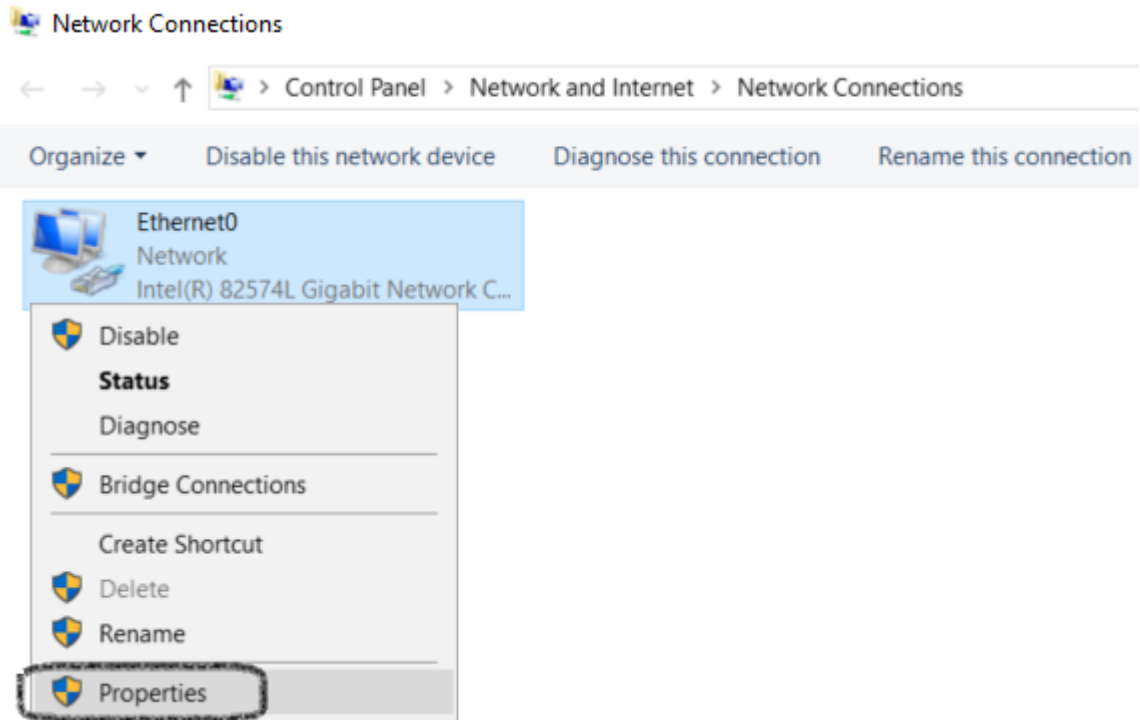 Network Connections
Control Panel > Network and Internet > Network Connections
Organize Disable this network device Diagnose this connection Rename this connection
Ethernet0
Network
Intel(R) 82574L Gigabit Network C...
Disable
Status
Diagnose
Bridge Connections
Create Shortcut
Delete
Rename
Properties